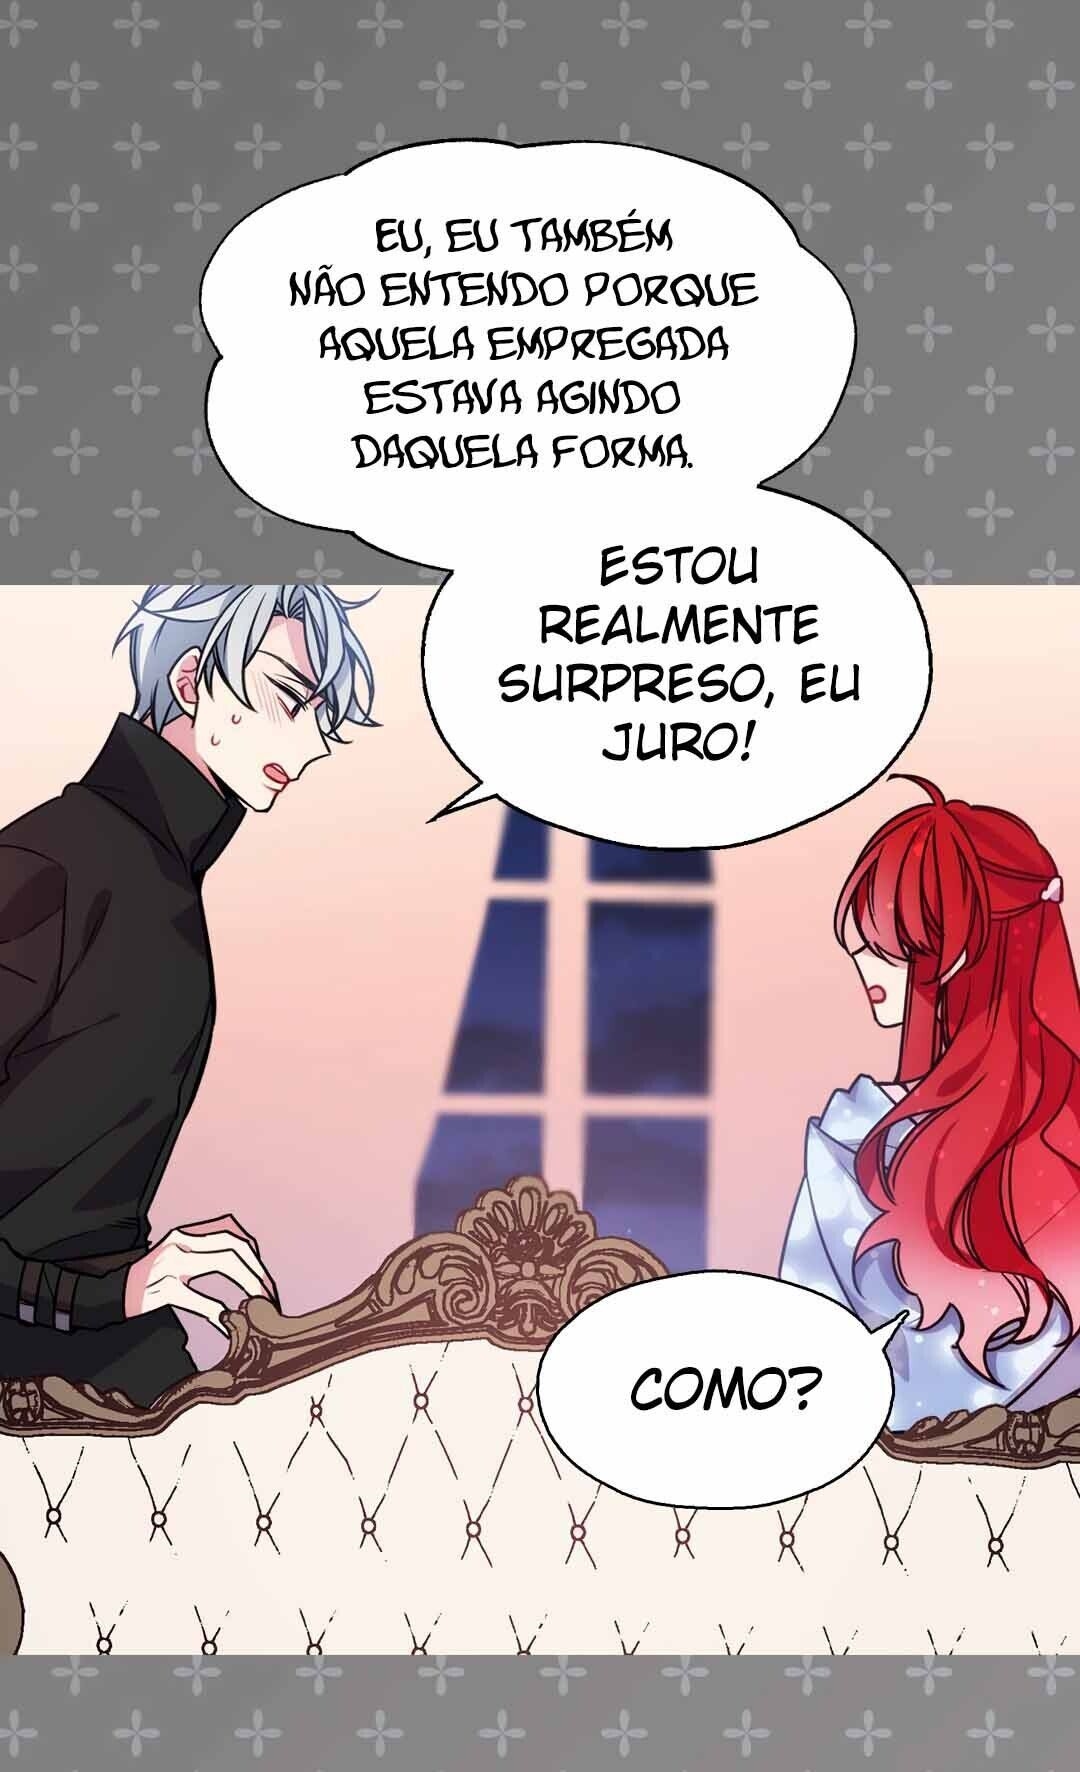 EU, EU TAMBÉM
NÃO ENTENDO PORQUE
AQUELA EMPREGADA
ESTAVA AGINDO
DAQUELA FORMA.
ESTOU
REALMENTE
SURPRESO, EU
JURO!
COMO?